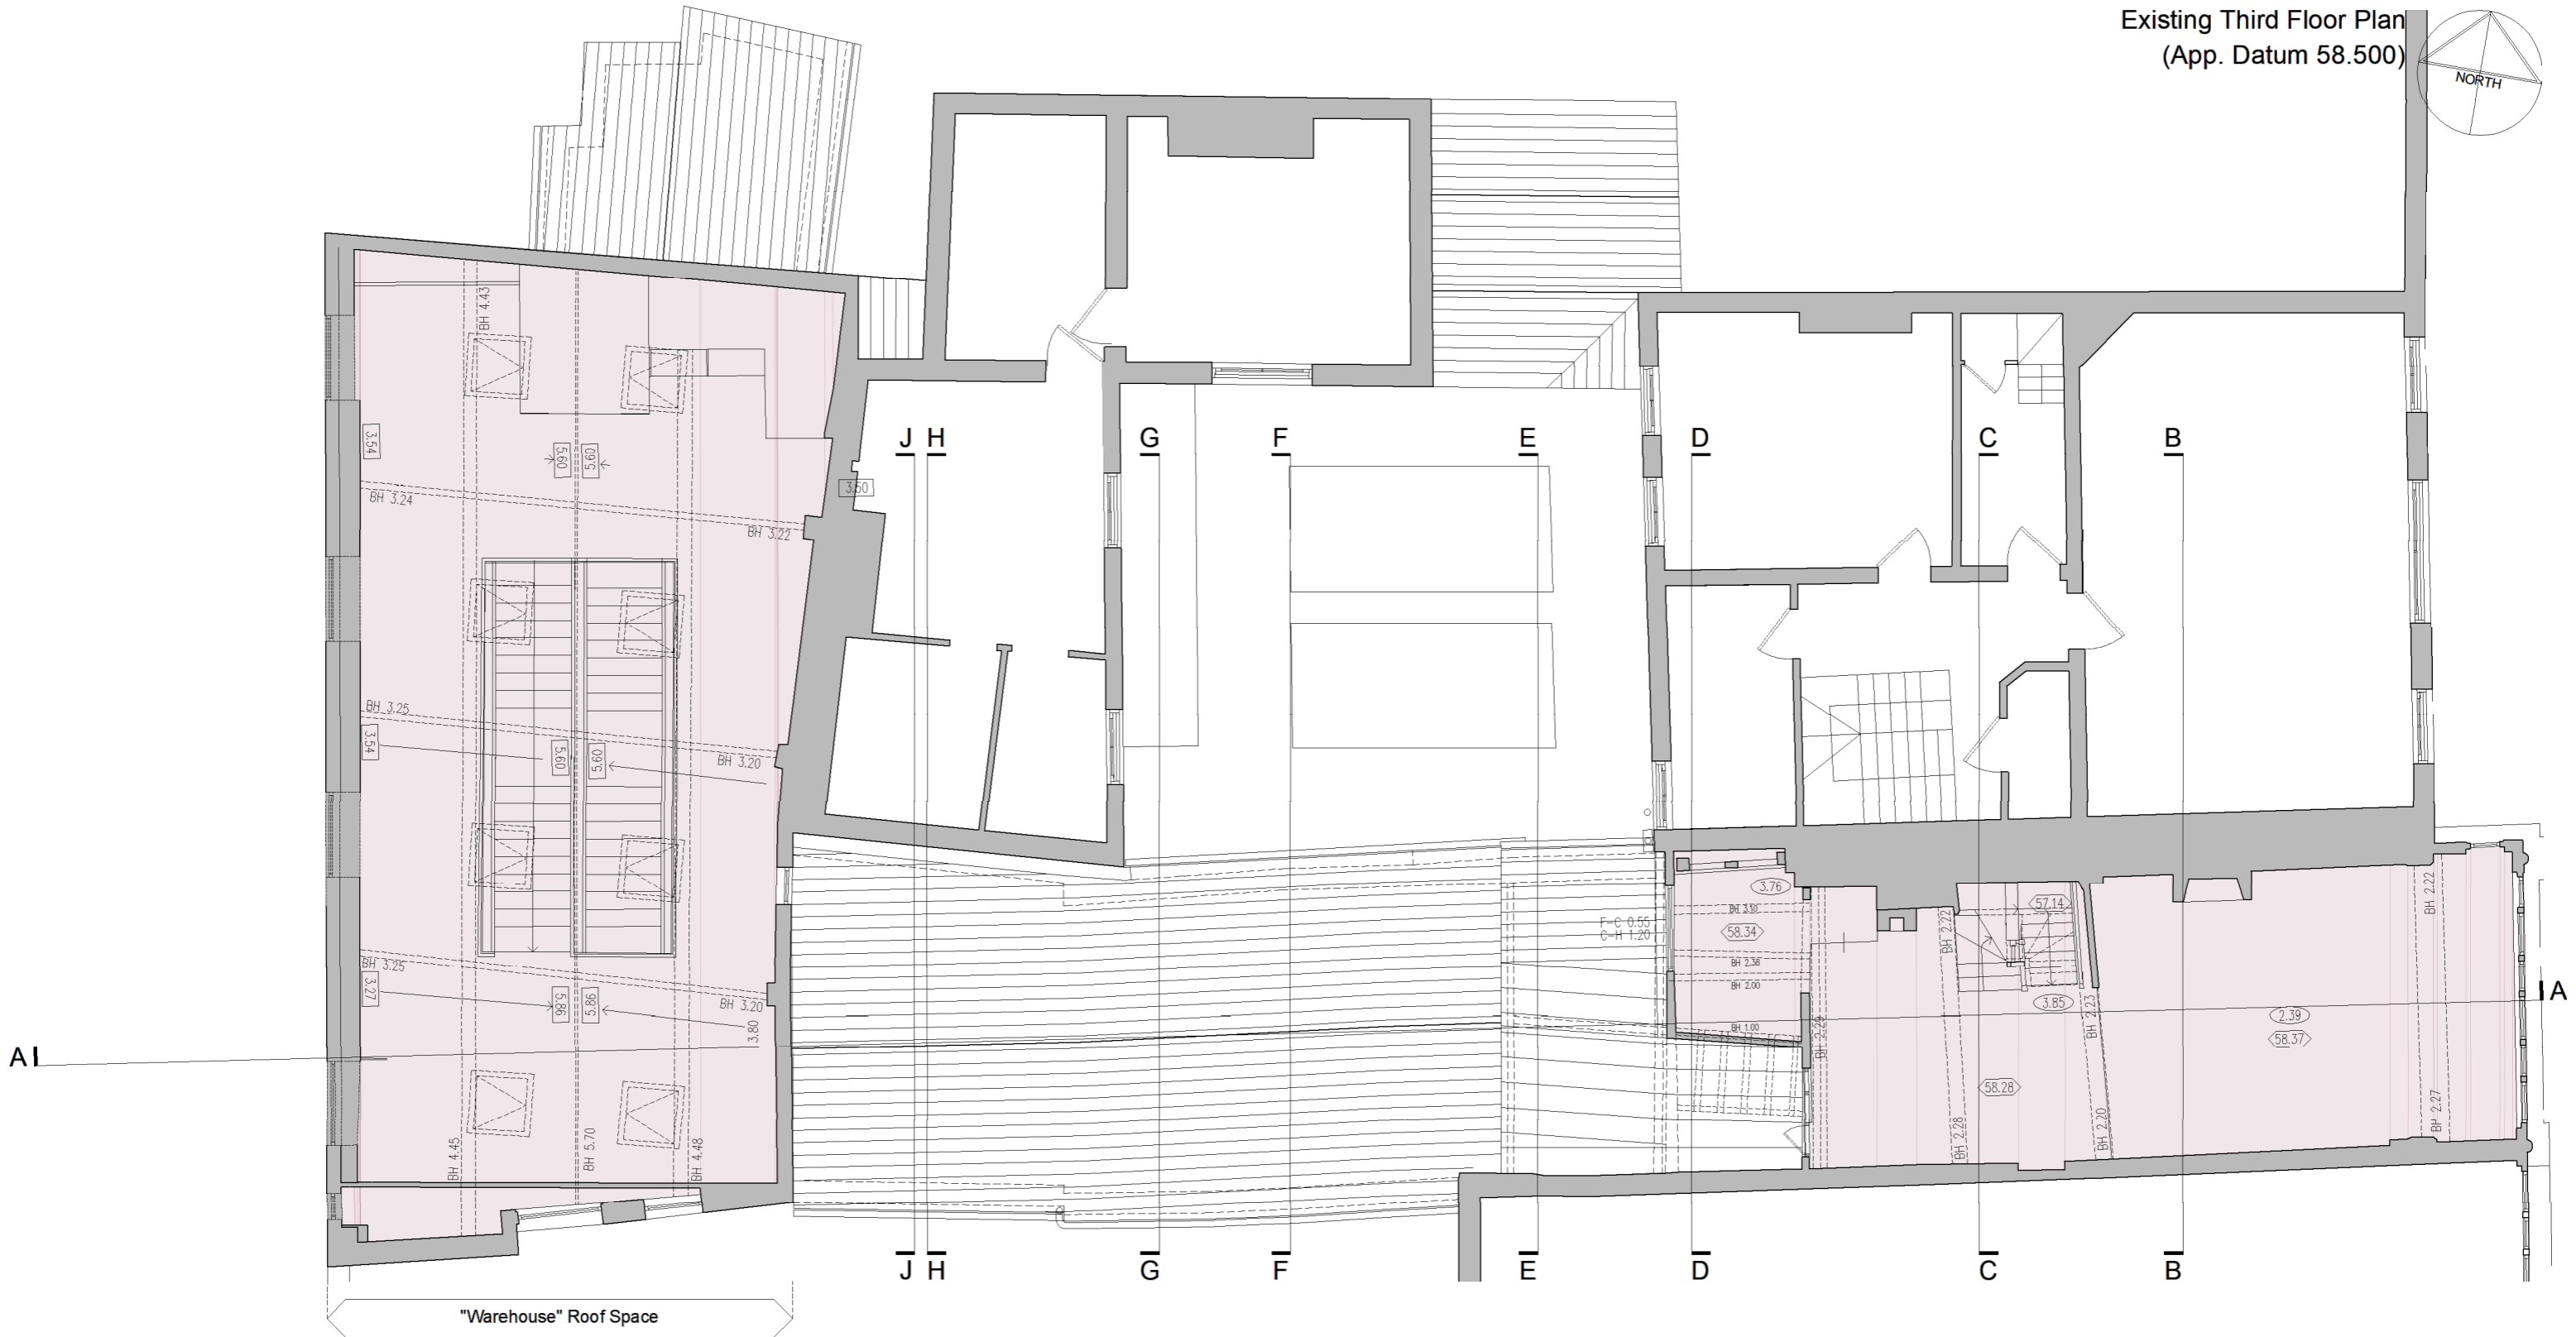 Existing Third Floor Plan
(App. Datum 58.500)
NORTH
BH 4.43
3.54
5.60
5.60
BH 3.24
BH 3.22
3.50
J H G F E D C B
BH 3.25
3.54
5.60
5.60
BH 3.20
BH 3.25
3.27
5.86
5.86
BH 3.20
3.80
BH 4.45
BH 5.70
BH 4.48
F-C 0.55
C-H 1.20
3.76
BH 3.10
58.34
BH 2.38
BH 2.00
BH 1.00
BH 2.29
BH 2.22
57.14
3.85
BH 2.23
58.28
BH 2.28
BH 2.20
2.39
58.37
BH 2.22
BH 2.27
A
A
J H G F E D C B
"Warehouse" Roof Space